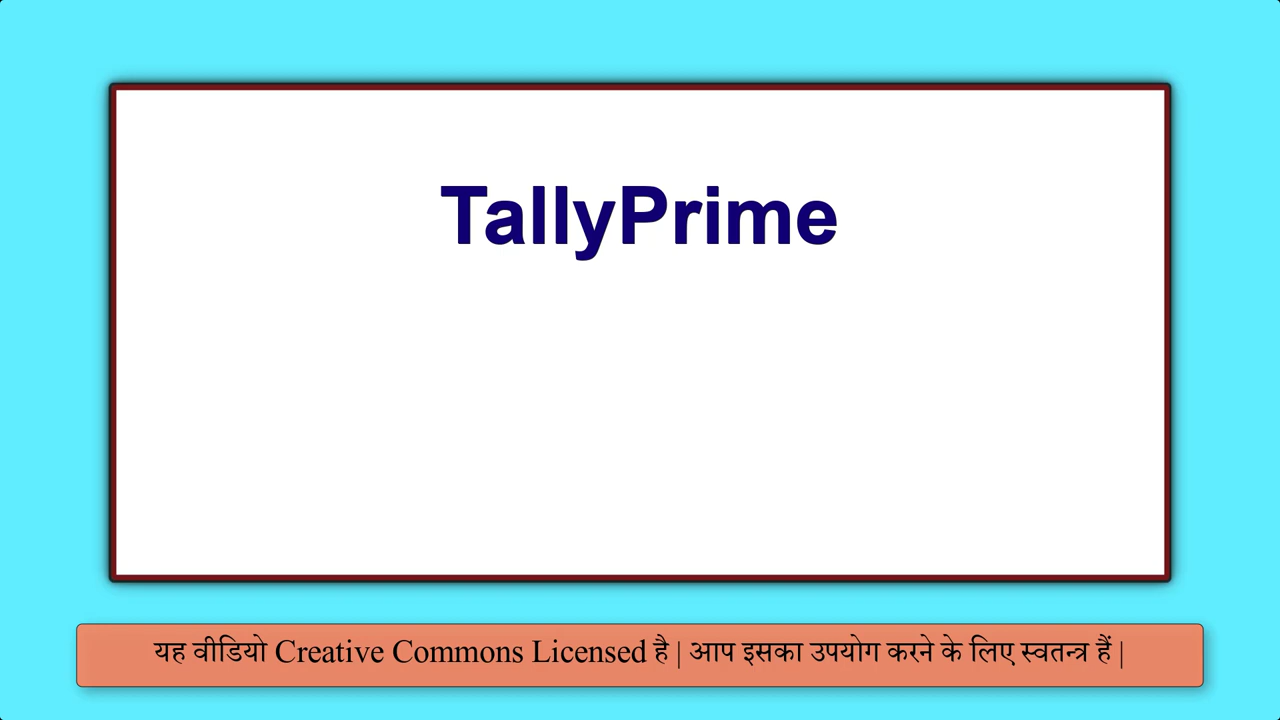 TallyPrime
यह वीडियो Creative Commons Licensed है | आप इसका उपयोग करने के लिए स्वतन्त्र हैं |